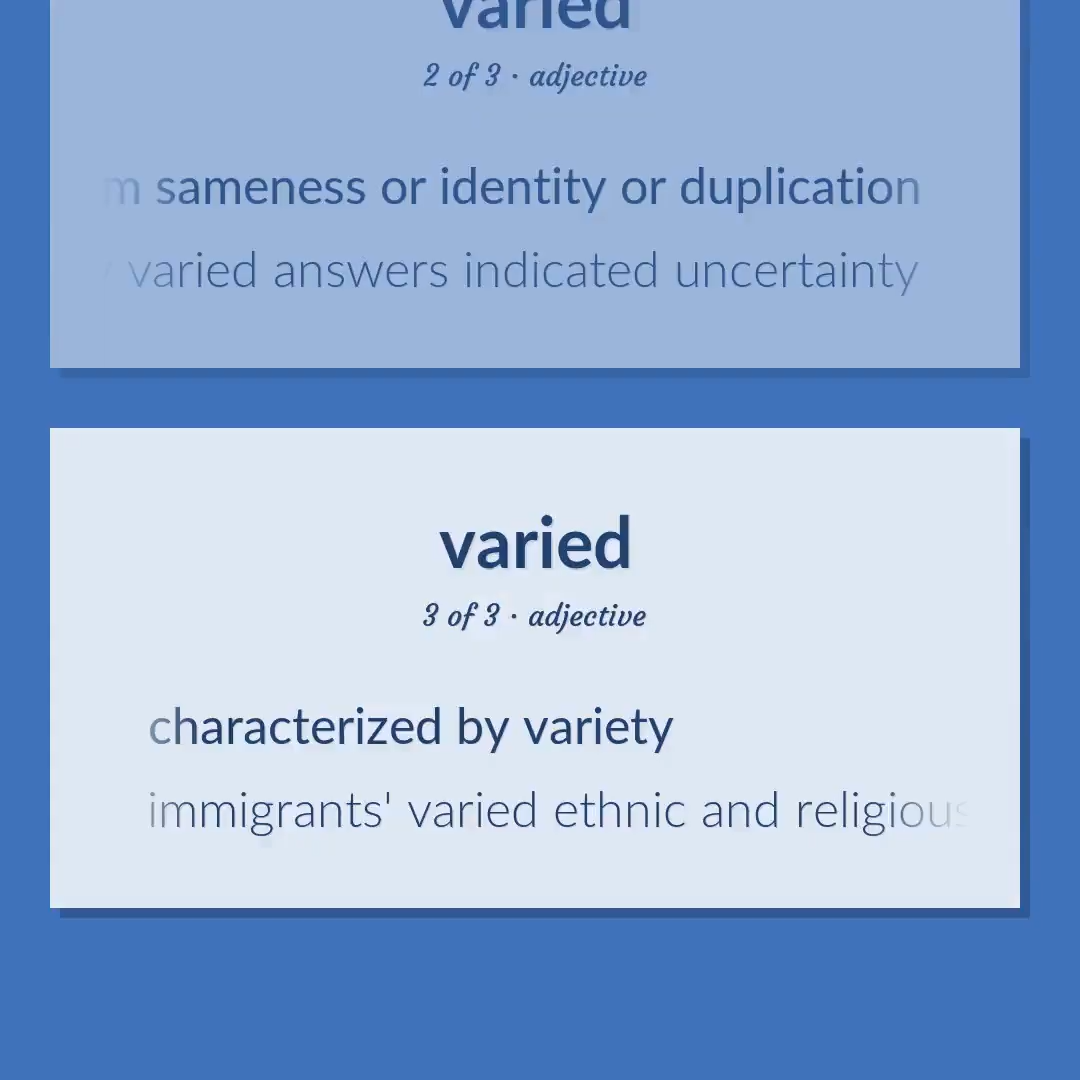 varied
2 of 3 · adjective
m sameness or identity or duplication
varied answers indicated uncertainty
varied
3 of 3 · adjective
characterized by variety
immigrants' varied ethnic and religious